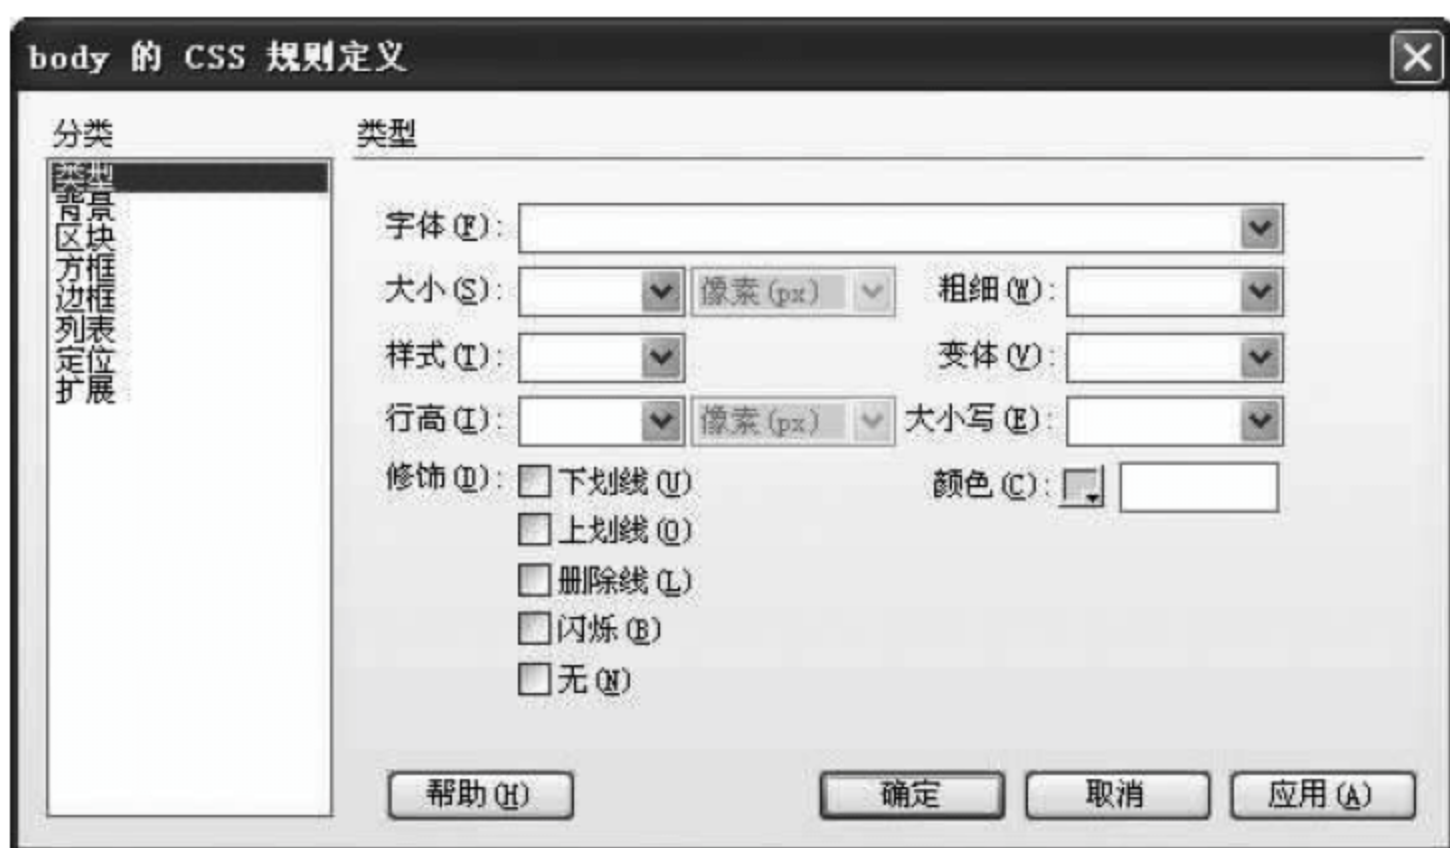 body 的 CSS 规则定义
分类
类型
背景
区块
方框
边框
列表
定位
扩展
类型
字体(F):
大小(S): 像素(px) 粗细(W):
样式(T): 变体(V):
行高(I): 像素(px) 大小写(E):
修饰(D): 下划线(U) 颜色(C):
上划线(O)
删除线(L)
闪烁(B)
无(N)
帮助(H) 确定 取消 应用(A)